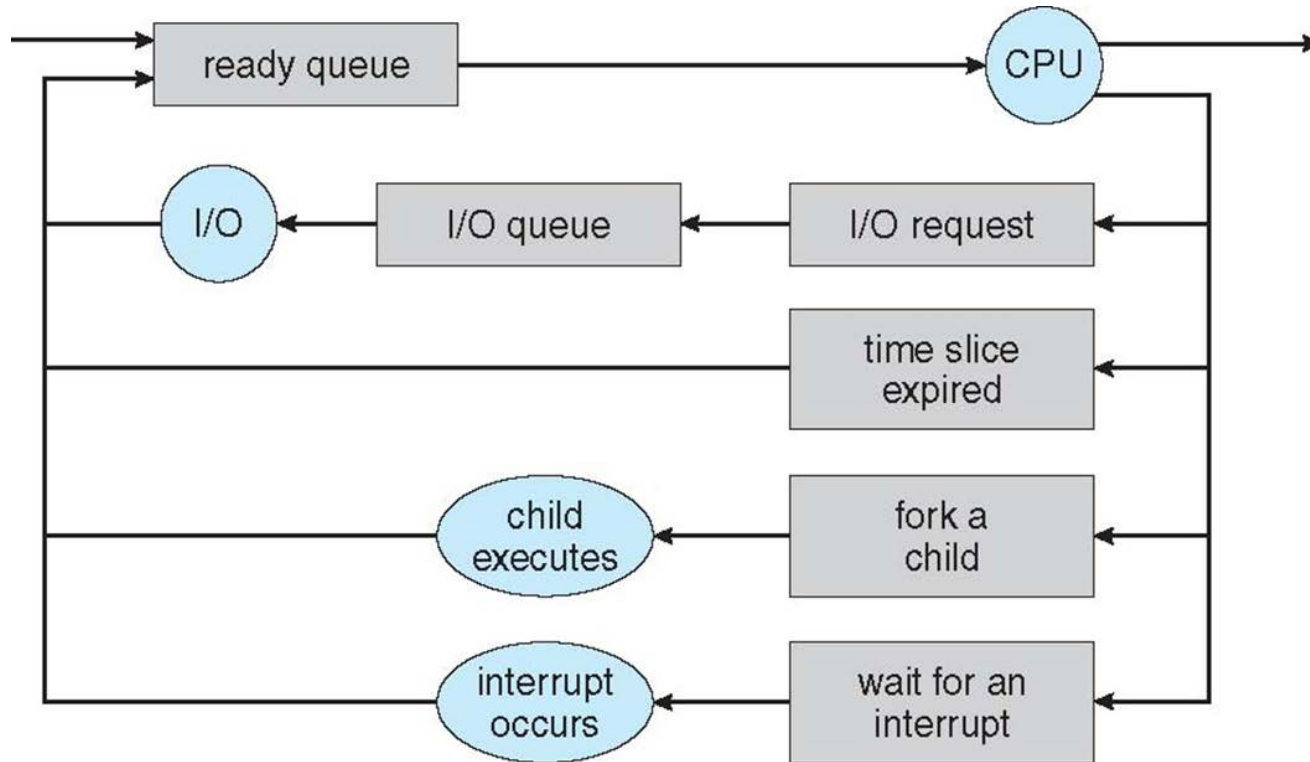 ready queue
CPU
I/O
I/O queue
I/O request
time slice
expired
child
executes
fork a
child
interrupt
occurs
wait for an
interrupt